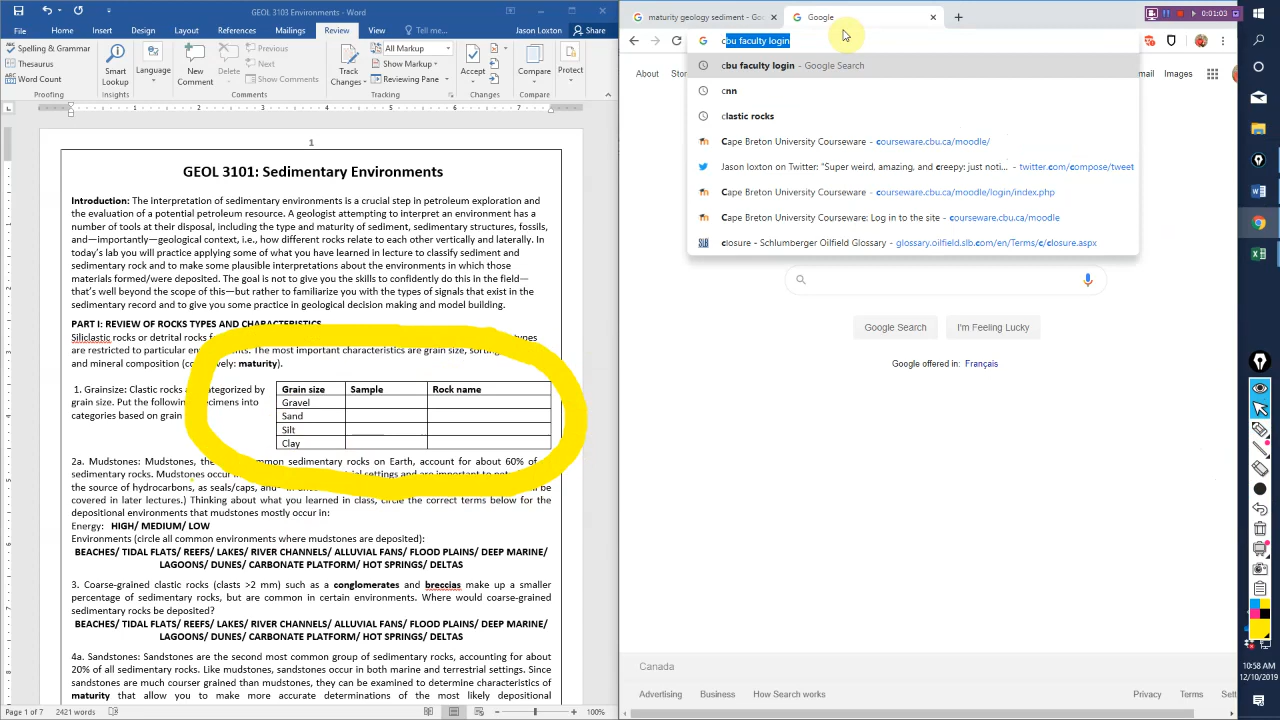 GEOL 3103 Environments - Word
Jason Loxton
File Home Insert Design Layout References Mailings Review Tell me Share
Spelling & Grammar
Thesaurus
Word Count
Proofing
Smart Lookup
Insights
Language
New Comment
Comments
Track Changes
All Markup
Show Markup
Tracking
Accept
Changes
Compare
Protect
1
GEOL 3101: Sedimentary Environments
Introduction: The interpretation of sedimentary environments is a crucial step in petroleum exploration and
the evaluation of a potential petroleum resource. A geologist attempting to interpret an environment has a
number of tools at their disposal, including the type and maturity of sediment, sedimentary structures, fossils,
and—importantly—geological context, i.e., how different rocks relate to each other vertically and laterally. In
today's lab you will practice applying some of what you have learned in lecture to classify sediment and
sedimentary rock and to make some plausible interpretations about the environments in which those
materials formed/were deposited. The goal is not to give you the skills to confidently do this in the field—
that's well beyond the scope of this—but rather to familiarize you with the types of signals that exist in the
sedimentary record and to give you some practice in geological decision making and model building.
PART I: REVIEW OF ROCKS TYPES AND CHARACTERISTICS
Siliclastic rocks or detrital rocks types
are restricted to particular The most important characteristics are grain size,
and mineral composition maturity).
1. Grainsize: Clastic rocks categorized by
grain size. Put the following specimens into
categories based on grain
Grain size Sample Rock name
Gravel
Sand
Silt
Clay
2a. Mudstones: Mudstones, the common sedimentary rocks on Earth, account for about 60% of
sedimentary rocks. Mudstones occur settings and are important to
the source of hydrocarbons, as seals/caps, be
covered in later lectures.) Thinking about what you learned in class, circle the correct terms below for the
depositional environments that mudstones mostly occur in:
Energy: HIGH/ MEDIUM/ LOW
Environments (circle all common environments where mudstones are deposited):
BEACHES/ TIDAL FLATS/ REEFS/ LAKES/ RIVER CHANNELS/ ALLUVIAL FANS/ FLOOD PLAINS/ DEEP MARINE/
LAGOONS/ DUNES/ CARBONATE PLATFORM/ HOT SPRINGS/ DELTAS
3. Coarse-grained clastic rocks (clasts >2 mm) such as a conglomerates and breccias make up a smaller
percentage of sedimentary rocks, but are common in certain environments. Where would coarse-grained
sedimentary rocks be deposited?
BEACHES/ TIDAL FLATS/ REEFS/ LAKES/ RIVER CHANNELS/ ALLUVIAL FANS/ FLOOD PLAINS/ DEEP MARINE/
LAGOONS/ DUNES/ CARBONATE PLATFORM/ HOT SPRINGS/ DELTAS
4a. Sandstones: Sandstones are the second most common group of sedimentary rocks, accounting for about
20% of all sedimentary rocks. Like mudstones, sandstones occur in both marine and terrestrial settings. Since
sandstones are much courser grained than mudstones, they can be examined to determine characteristics of
maturity that allow you to make more accurate determinations of the most likely depositional
Page 1 of 7 2421 words 100%
maturity geology sediment - Goo
Google
00:01:03
cbu faculty login
cbu faculty login - Google Search
cnn
clastic rocks
Cape Breton University Courseware - courseware.cbu.ca/moodle/
Jason loxton on Twitter: "Super weird, amazing, and creepy: just noti... - twitter.com/compose/tweet
Cape Breton University Courseware - courseware.cbu.ca/moodle/login/index.php
Cape Breton University Courseware: Log in to the site - courseware.cbu.ca/moodle
closure - Schlumberger Oilfield Glossary - glossary.oilfield.slb.com/en/Terms/c/closure.aspx
About Images
Google Search I'm Feeling Lucky
Google offered in: Français
Canada
Advertising Business How Search works Privacy Terms
10:58 AM
12/10/2019